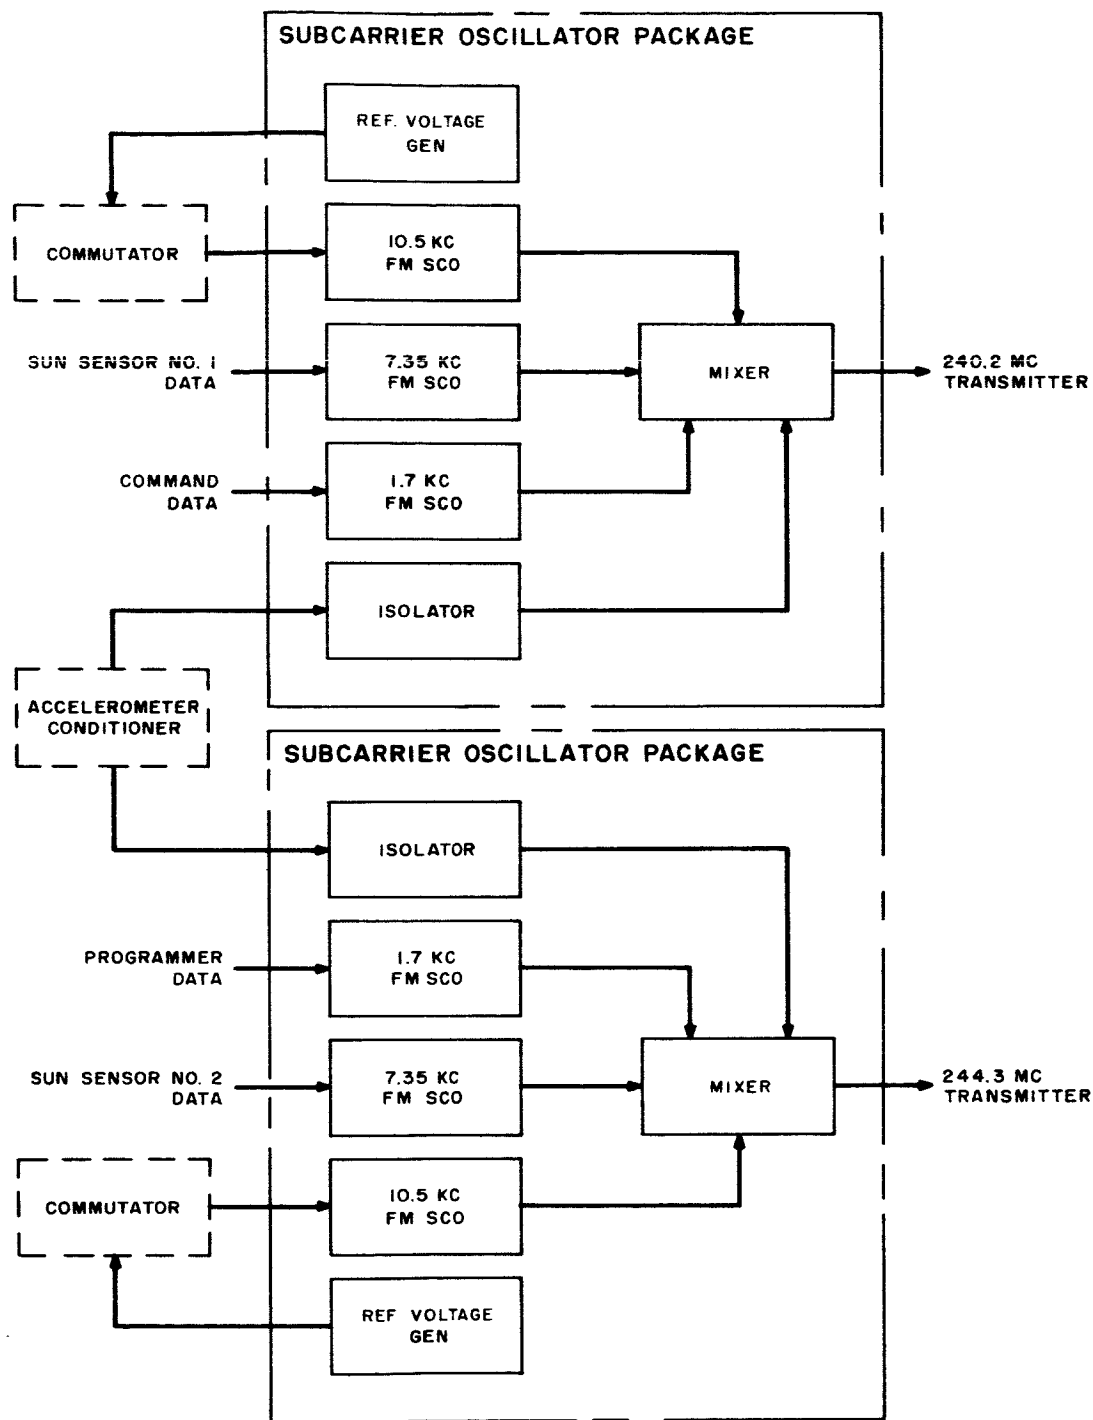 SUBCARRIER OSCILLATOR PACKAGE
REF. VOLTAGE
GEN
COMMUTATOR
10.5 KC
FM SCO
SUN SENSOR NO. 1
DATA
7.35 KC
FM SCO
MIXER
240.2 MC
TRANSMITTER
COMMAND
DATA
1.7 KC
FM SCO
ISOLATOR
ACCELEROMETER
CONDITIONER
SUBCARRIER OSCILLATOR PACKAGE
ISOLATOR
PROGRAMMER
DATA
1.7 KC
FM SCO
SUN SENSOR NO. 2
DATA
7.35 KC
FM SCO
MIXER
244.3 MC
TRANSMITTER
COMMUTATOR
10.5 KC
FM SCO
REF VOLTAGE
GEN